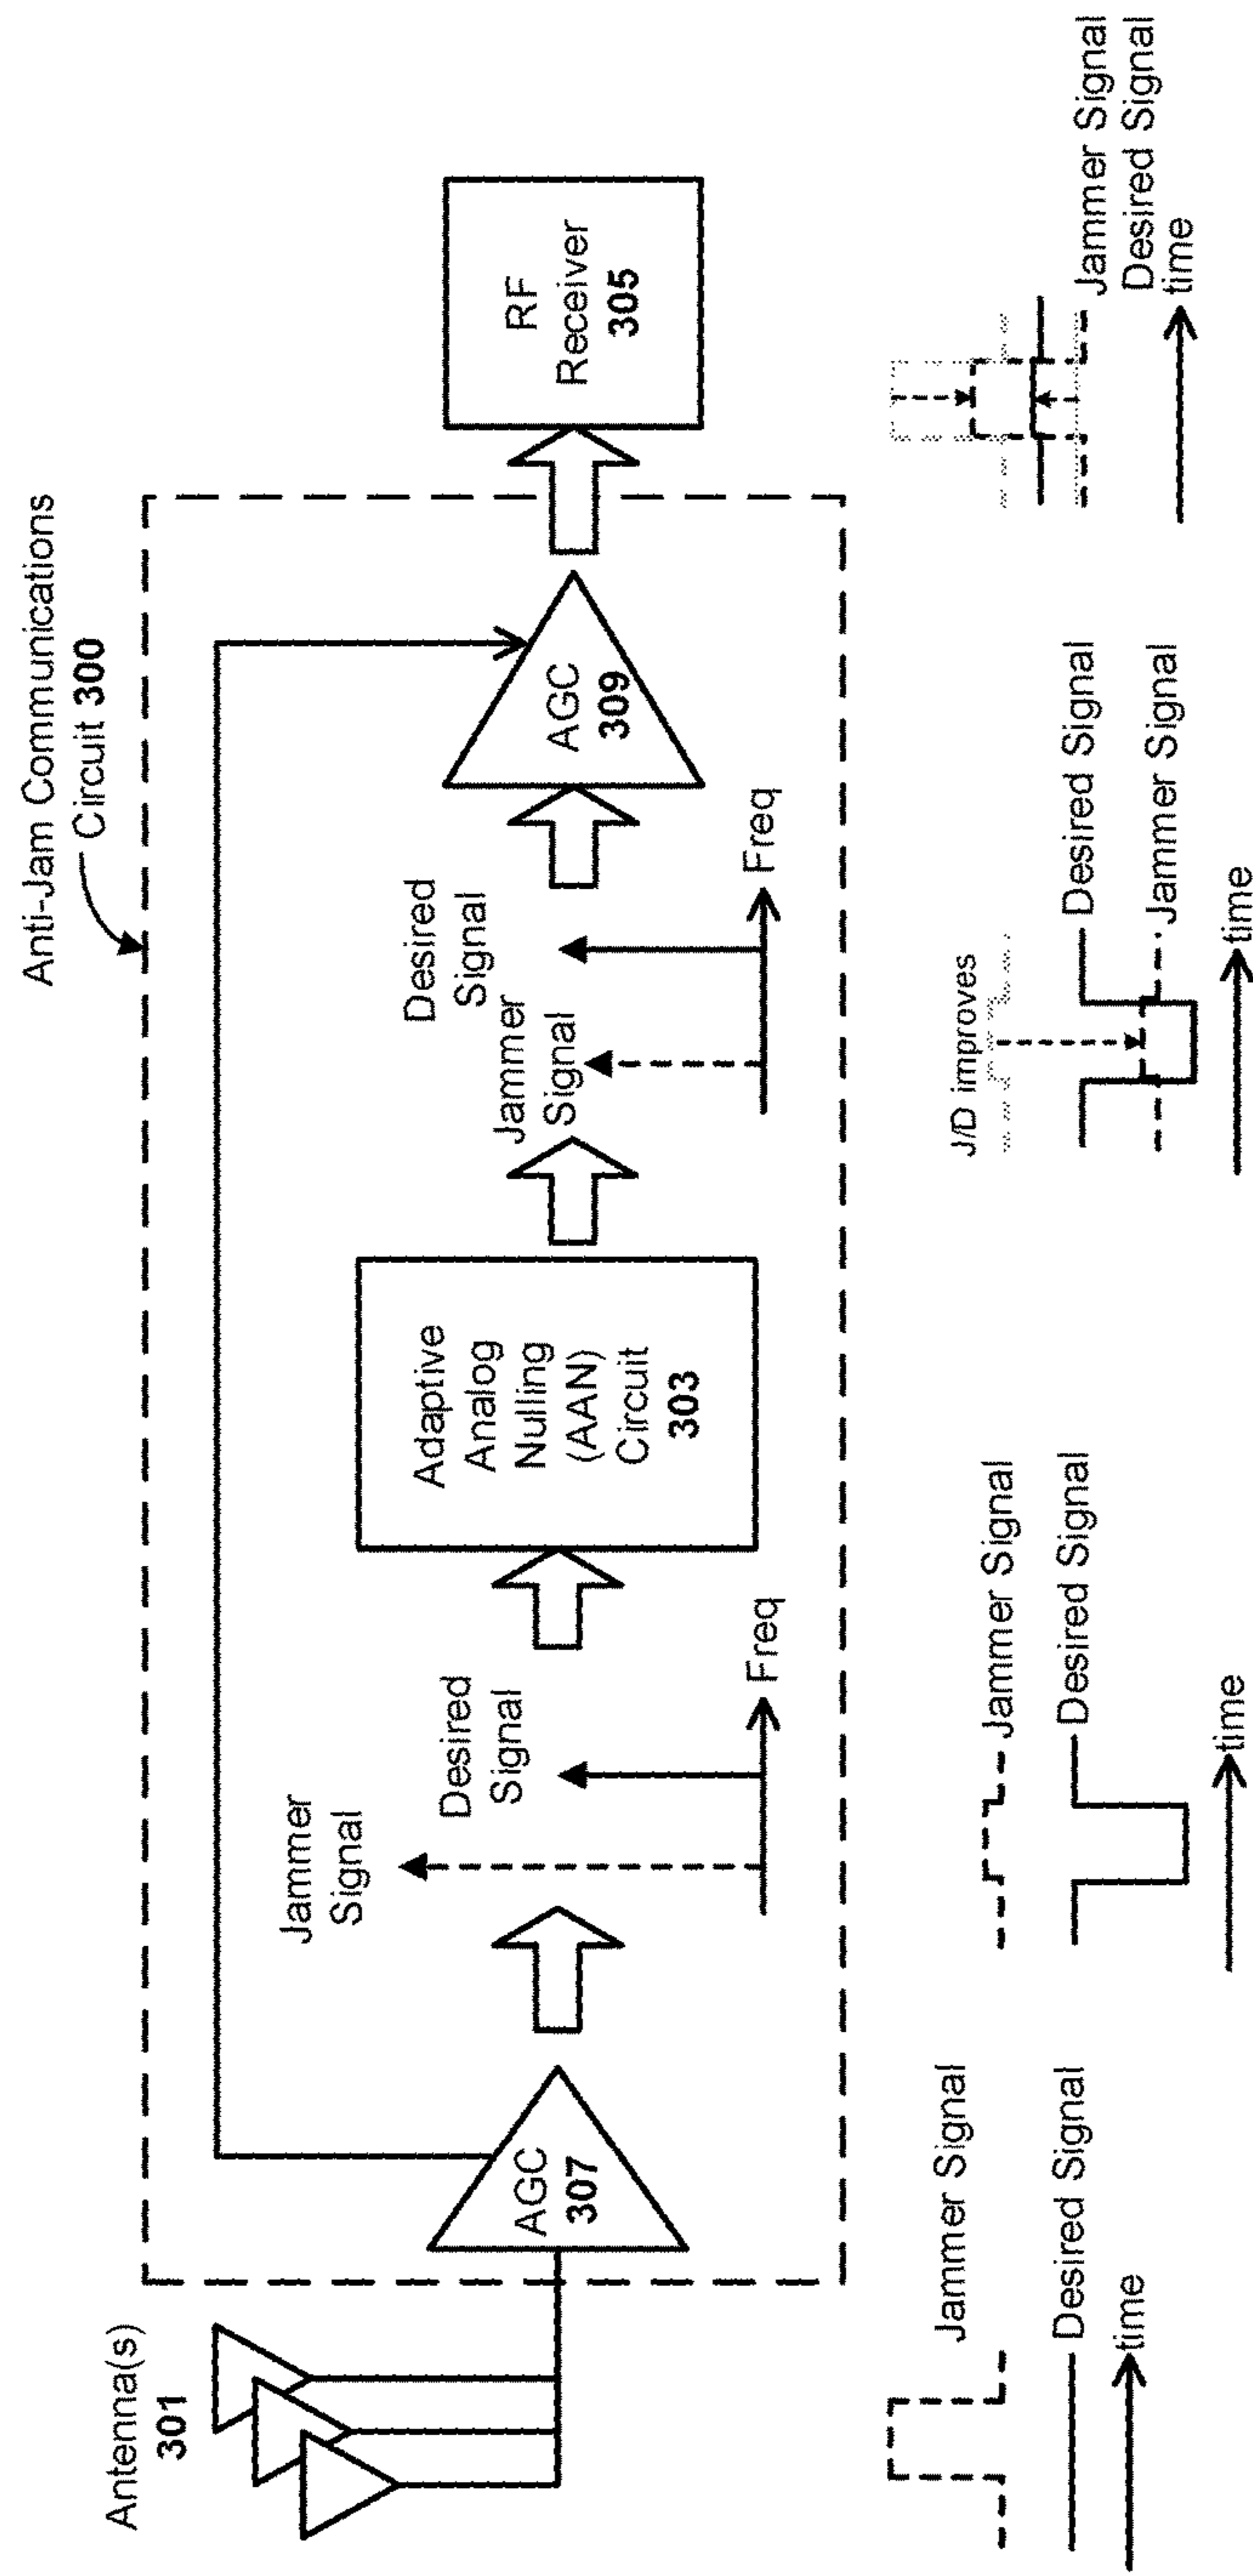 Anti-Jam Communications
Circuit 300
Antenna(s)
301
AGC
307
Jammer
Signal
Desired
Signal
Freq
Adaptive
Analog
Nulling
(AAN)
Circuit
303
Jammer
Signal
Desired
Signal
Freq
AGC
309
RF
Receiver
305
Jammer Signal
Desired Signal
time
Jammer Signal
Desired Signal
time
J/D improves
Desired Signal
Jammer Signal
time
Jammer Signal
Desired Signal
time